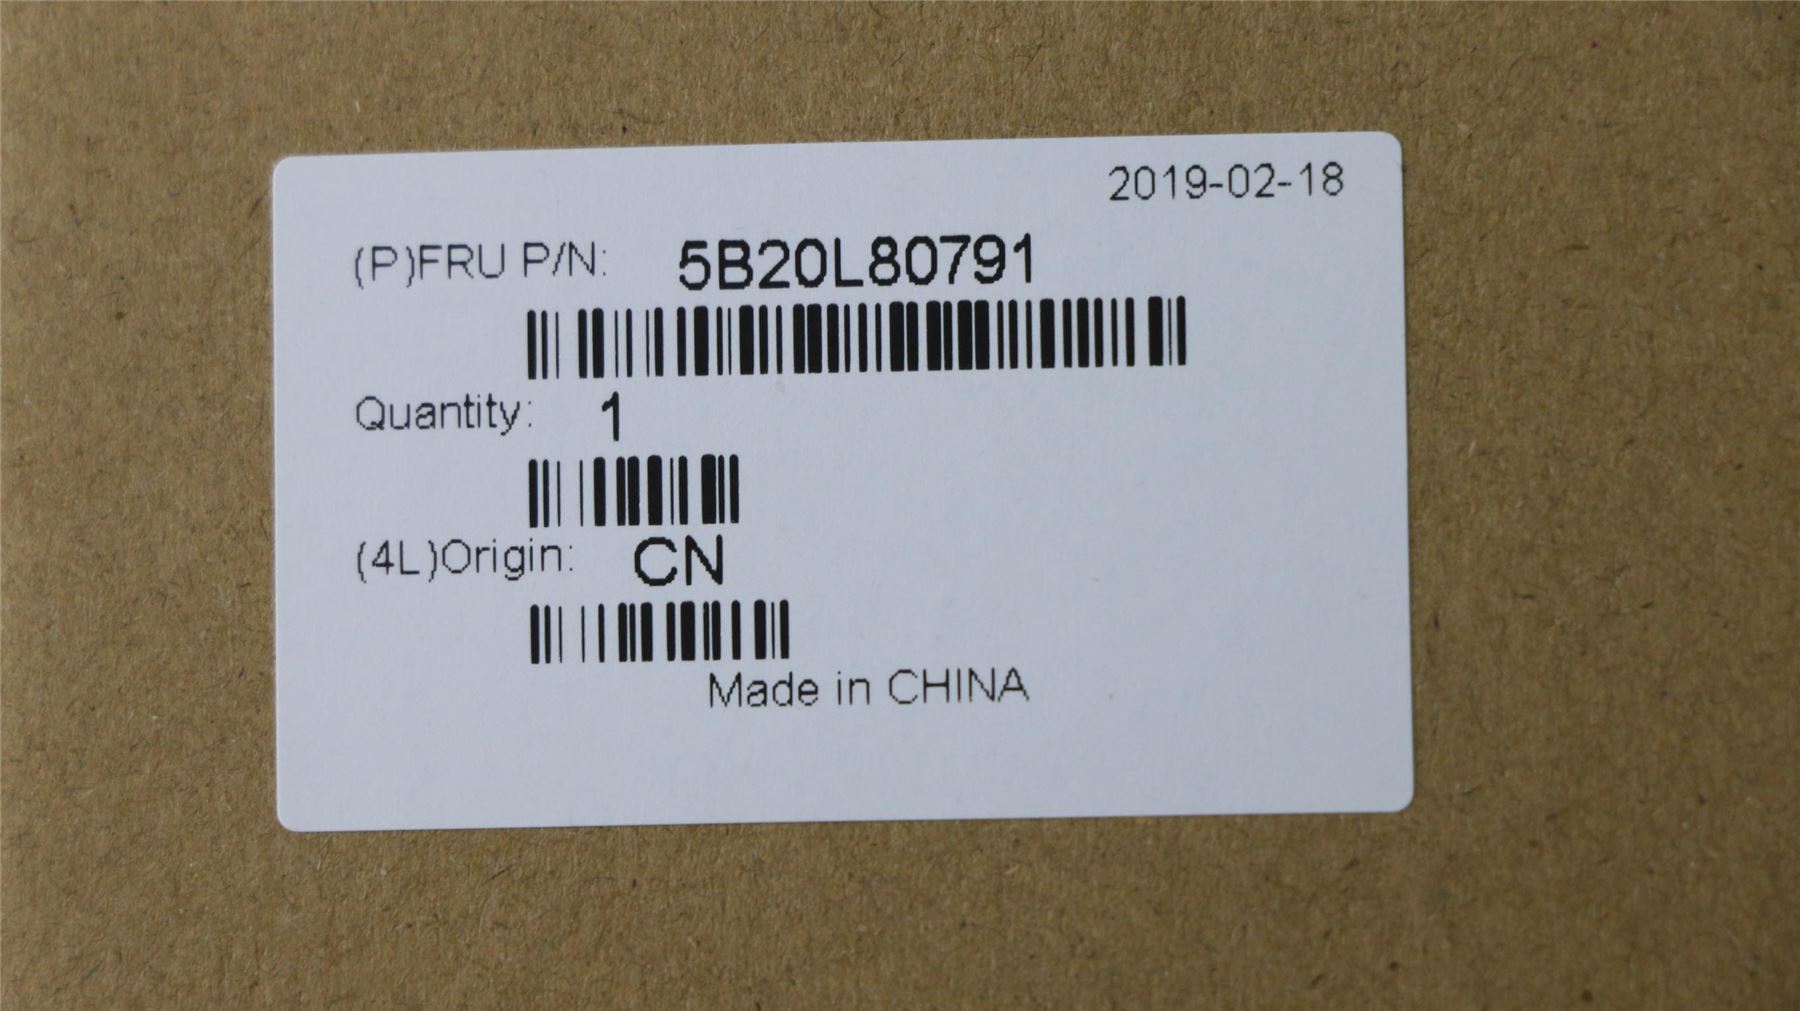 2019-02-18
(P)FRU P/N: 5B20L80791
Quantity: 1
(4L)Origin: CN
Made in CHINA